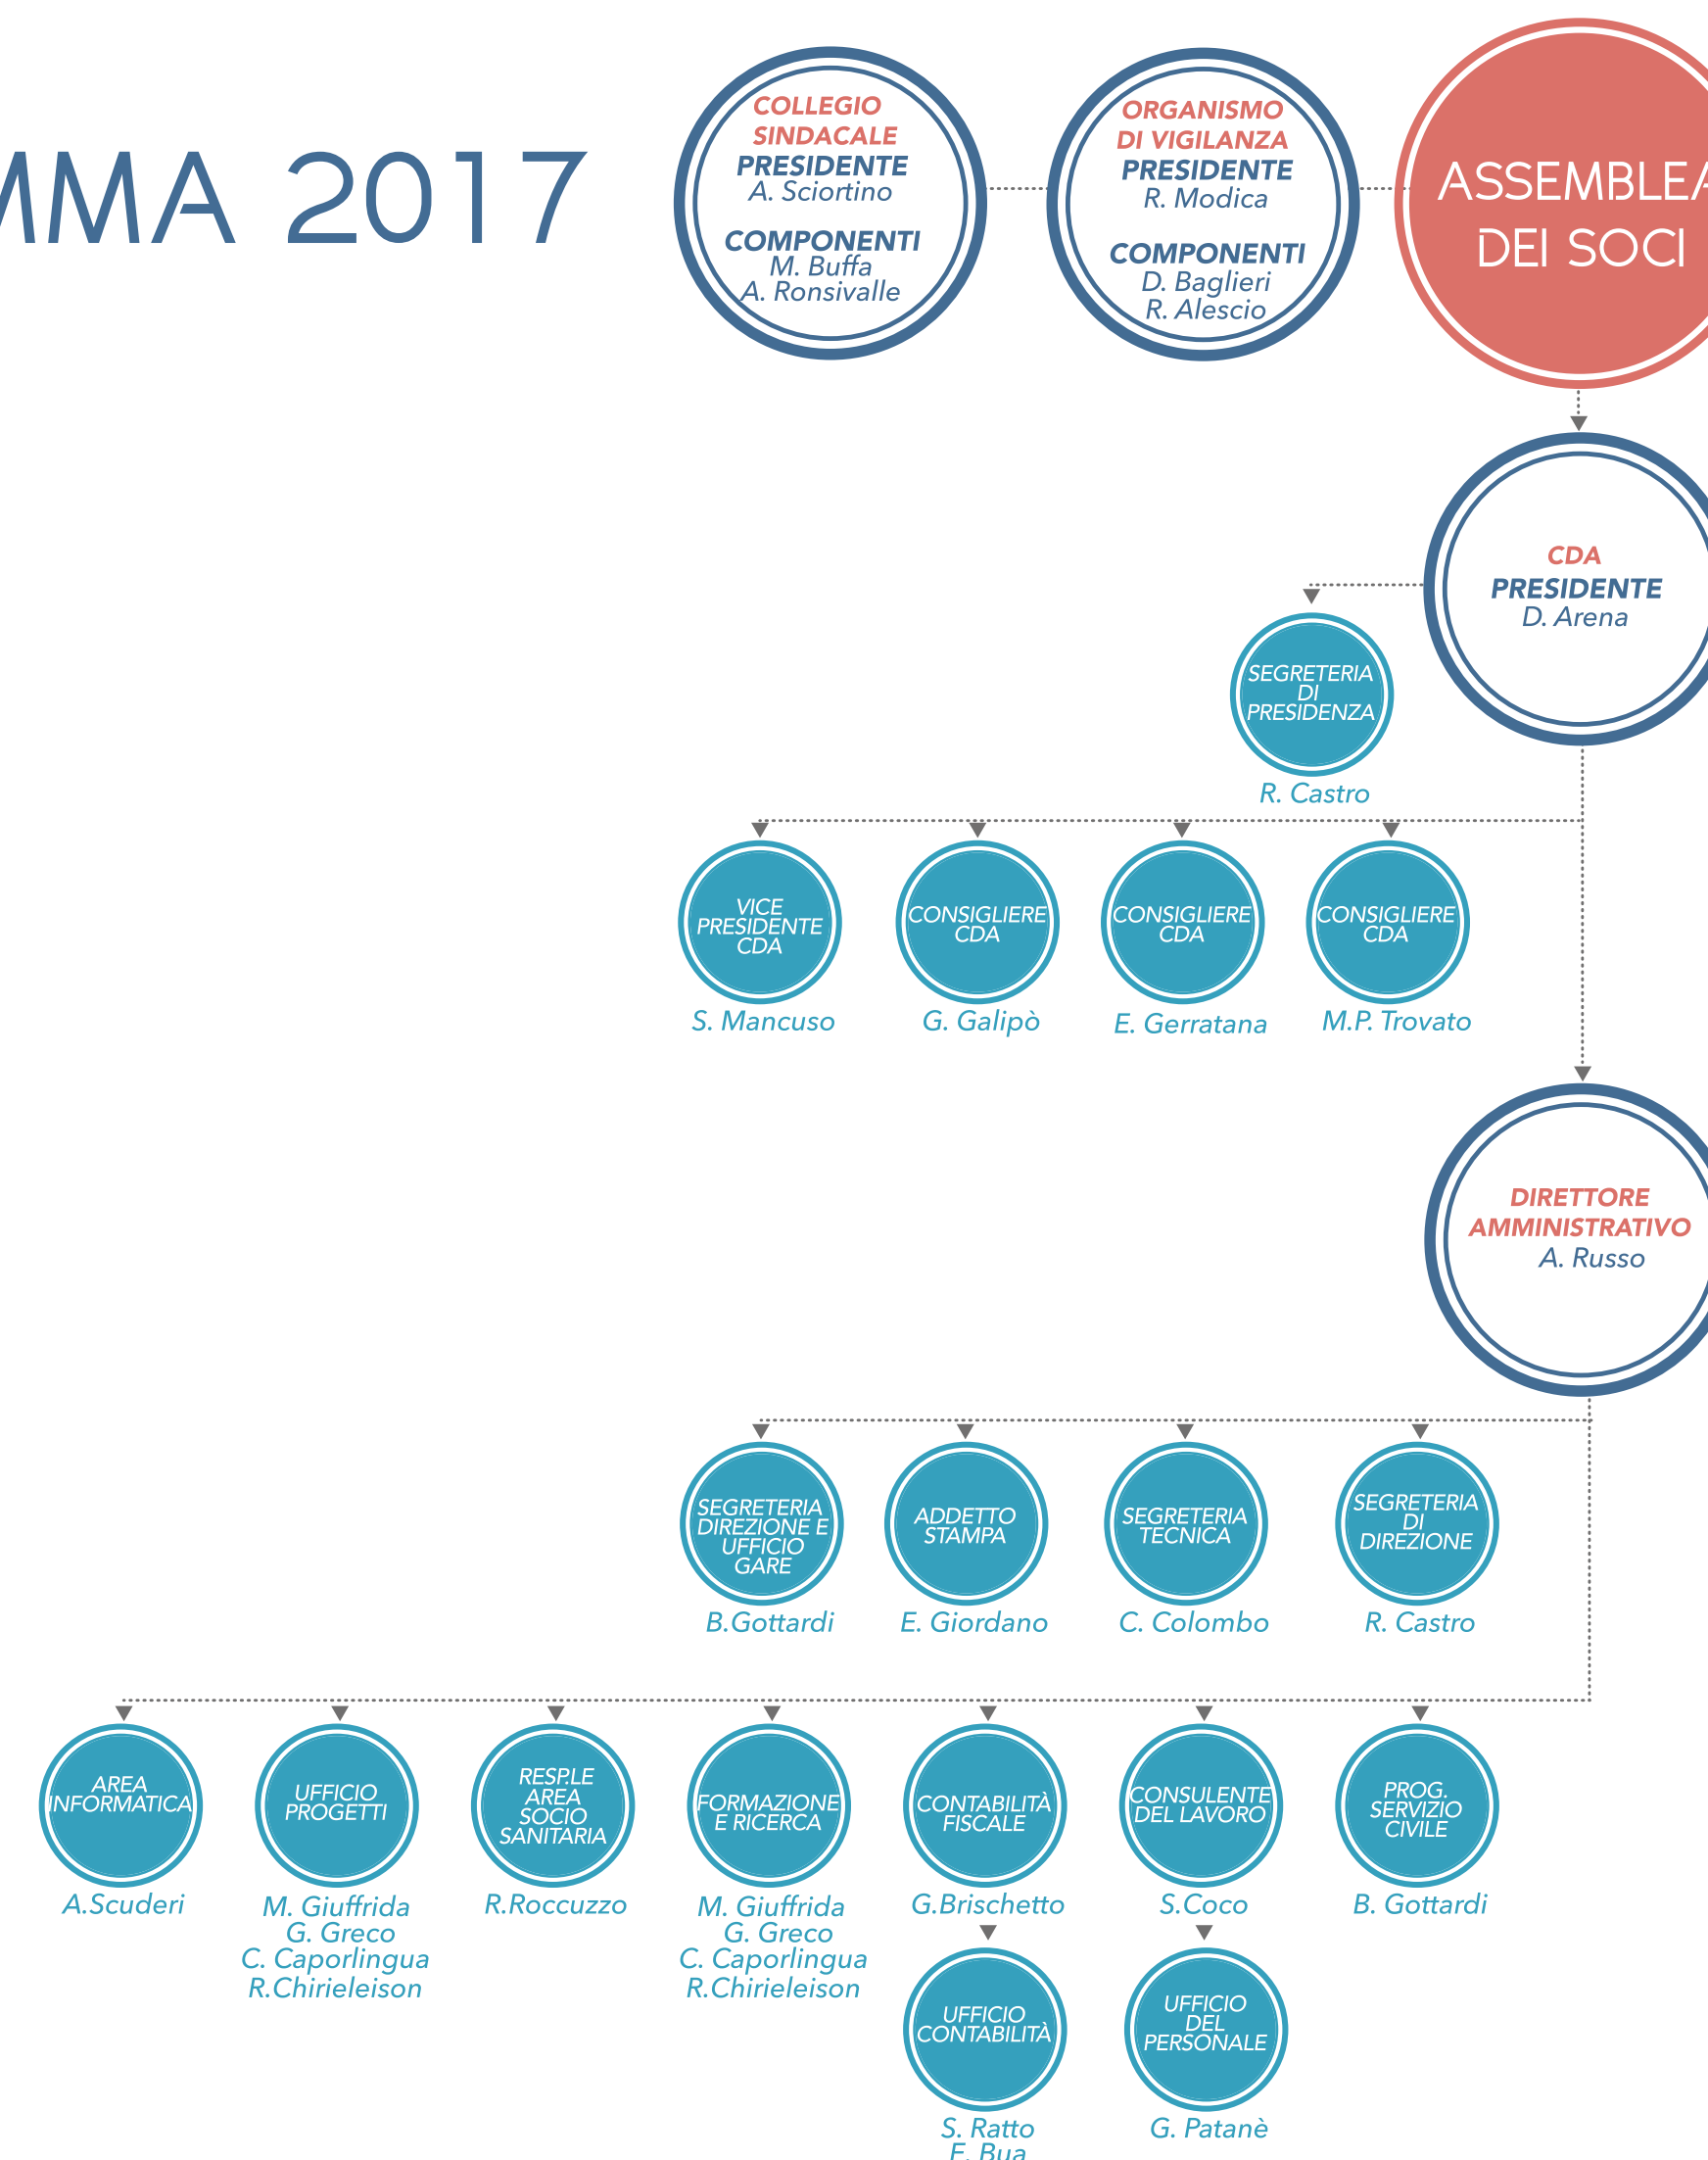 MMA 2017
COLLEGIO
SINDACALE
PRESIDENTE
A. Sciortino
COMPONENTI
M. Buffa
A. Ronsivalle
ORGANISMO
DI VIGILANZA
PRESIDENTE
R. Modica
COMPONENTI
D. Baglieri
R. Alescio
ASSEMBLEA
DEI SOCI
CDA
PRESIDENTE
D. Arena
SEGRETERIA
DI
PRESIDENZA
R. Castro
VICE
PRESIDENTE
CDA
S. Mancuso
CONSIGLIERE
CDA
G. Galipò
CONSIGLIERE
CDA
E. Gerratana
CONSIGLIERE
CDA
M.P. Trovato
DIRETTORE
AMMINISTRATIVO
A. Russo
SEGRETERIA
DIREZIONE E
UFFICIO
GARE
B.Gottardi
ADDETTO
STAMPA
E. Giordano
SEGRETERIA
TECNICA
C. Colombo
SEGRETERIA
DI
DIREZIONE
R. Castro
AREA
INFORMATICA
A.Scuderi
UFFICIO
PROGETTI
M. Giuffrida
G. Greco
C. Caporlingua
R.Chirieleison
RESP.LE
AREA
SOCIO
SANITARIA
R.Roccuzzo
FORMAZIONE
E RICERCA
M. Giuffrida
G. Greco
C. Caporlingua
R.Chirieleison
CONTABILITÀ
FISCALE
G.Brischetto
CONSULENTE
DEL LAVORO
S.Coco
PROG.
SERVIZIO
CIVILE
B. Gottardi
UFFICIO
CONTABILITÀ
S. Ratto
F. Bua
UFFICIO
DEL
PERSONALE
G. Patanè